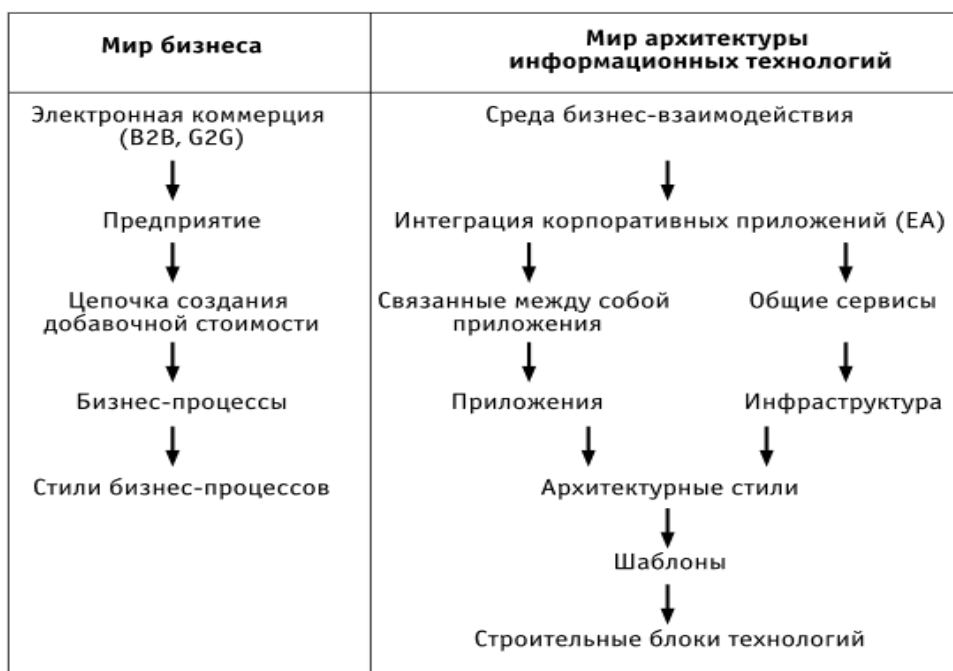 Мир бизнеса
Мир архитектуры
информационных технологий
Электронная коммерция
(B2B, G2G)
Среда бизнес-взаимодействия
Предприятие
Интеграция корпоративных приложений (EA)
Цепочка создания
добавочной стоимости
Связанные между собой
приложения
Общие сервисы
Бизнес-процессы
Приложения
Инфраструктура
Стили бизнес-процессов
Архитектурные стили
Шаблоны
Строительные блоки технологий